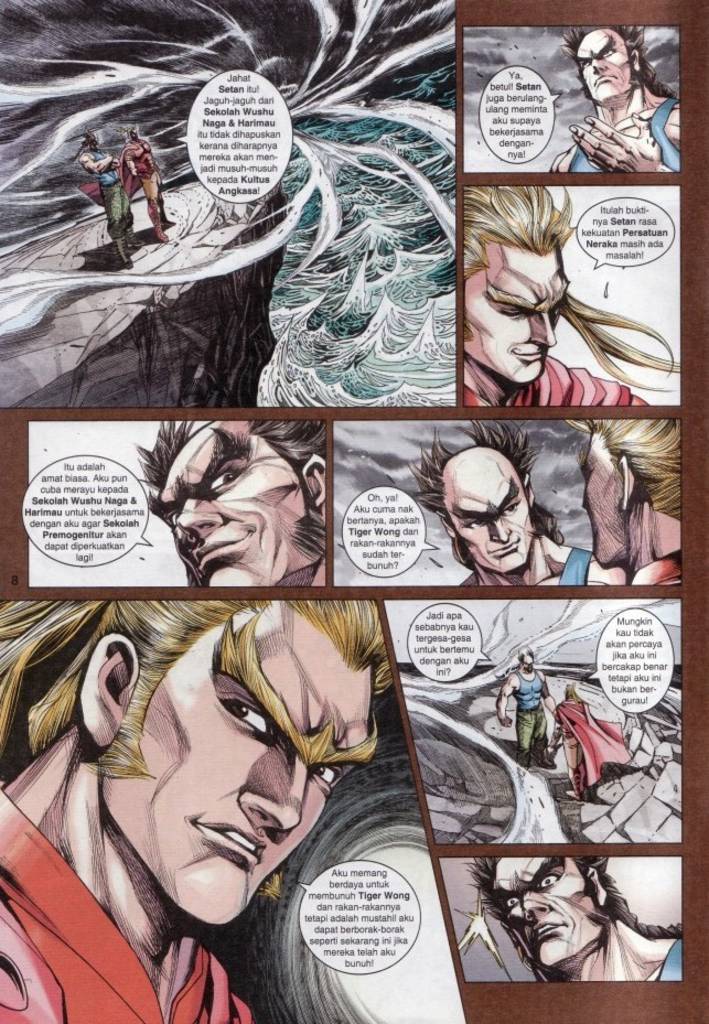 Jahat
Setan itu!
Jaguh-jaguh dari
Sekolah Wushu
Naga & Harimau
itu tidak dihapuskan
kerana diharapnya
mereka akan men-
jadi musuh-musuh
kepada Kultus
Angkasa!
Ya,
betul! Setan
juga berulang-
ulang meminta
aku supaya
bekerjasama
dengan-
nya!
Itulah bukti-
nya Setan rasa
kekuatan Persatuan
Neraka masih ada
masalah!
Itu adalah
amat biasa. Aku pun
cuba merayu kepada
Sekolah Wushu Naga &
Harimau untuk bekerjasama
dengan aku agar Sekolah
Premogenitur akan
dapat diperkuatkan
lagi!
Oh, ya!
Aku cuma nak
bertanya, apakah
Tiger Wong dan
rakan-rakannya
sudah ter-
bunuh?
8
Aku memang
berdaya untuk
membunuh Tiger Wong
dan rakan-rakannya
tetapi adalah mustahil aku
dapat berborak-borak
seperti sekarang ini jika
mereka telah aku
bunuh!
Jadi apa
sebabnya kau
tergesa-gesa
untuk bertemu
dengan aku
ini?
Mungkin
kau tidak
akan percaya
jika aku ini
bercakap benar
tetapi aku ini
bukan ber-
gurau!